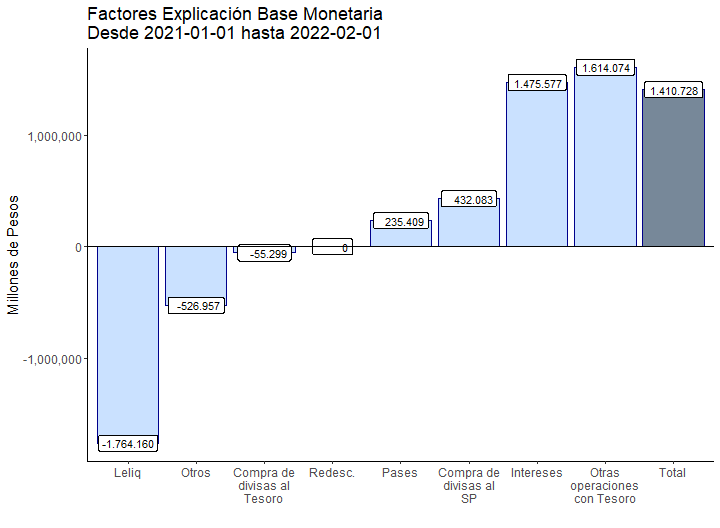 Factores Explicación Base Monetaria
Desde 2021-01-01 hasta 2022-02-01
Millones de Pesos
1,000,000
0
-1,000,000
-1.764.160
-526.957
-55.299
0
235.409
432.083
1.475.577
1.614.074
1.410.728
Leliq
Otros
Compra de
divisas al
Tesoro
Redesc.
Pases
Compra de
divisas al
SP
Intereses
Otras
operaciones
con Tesoro
Total